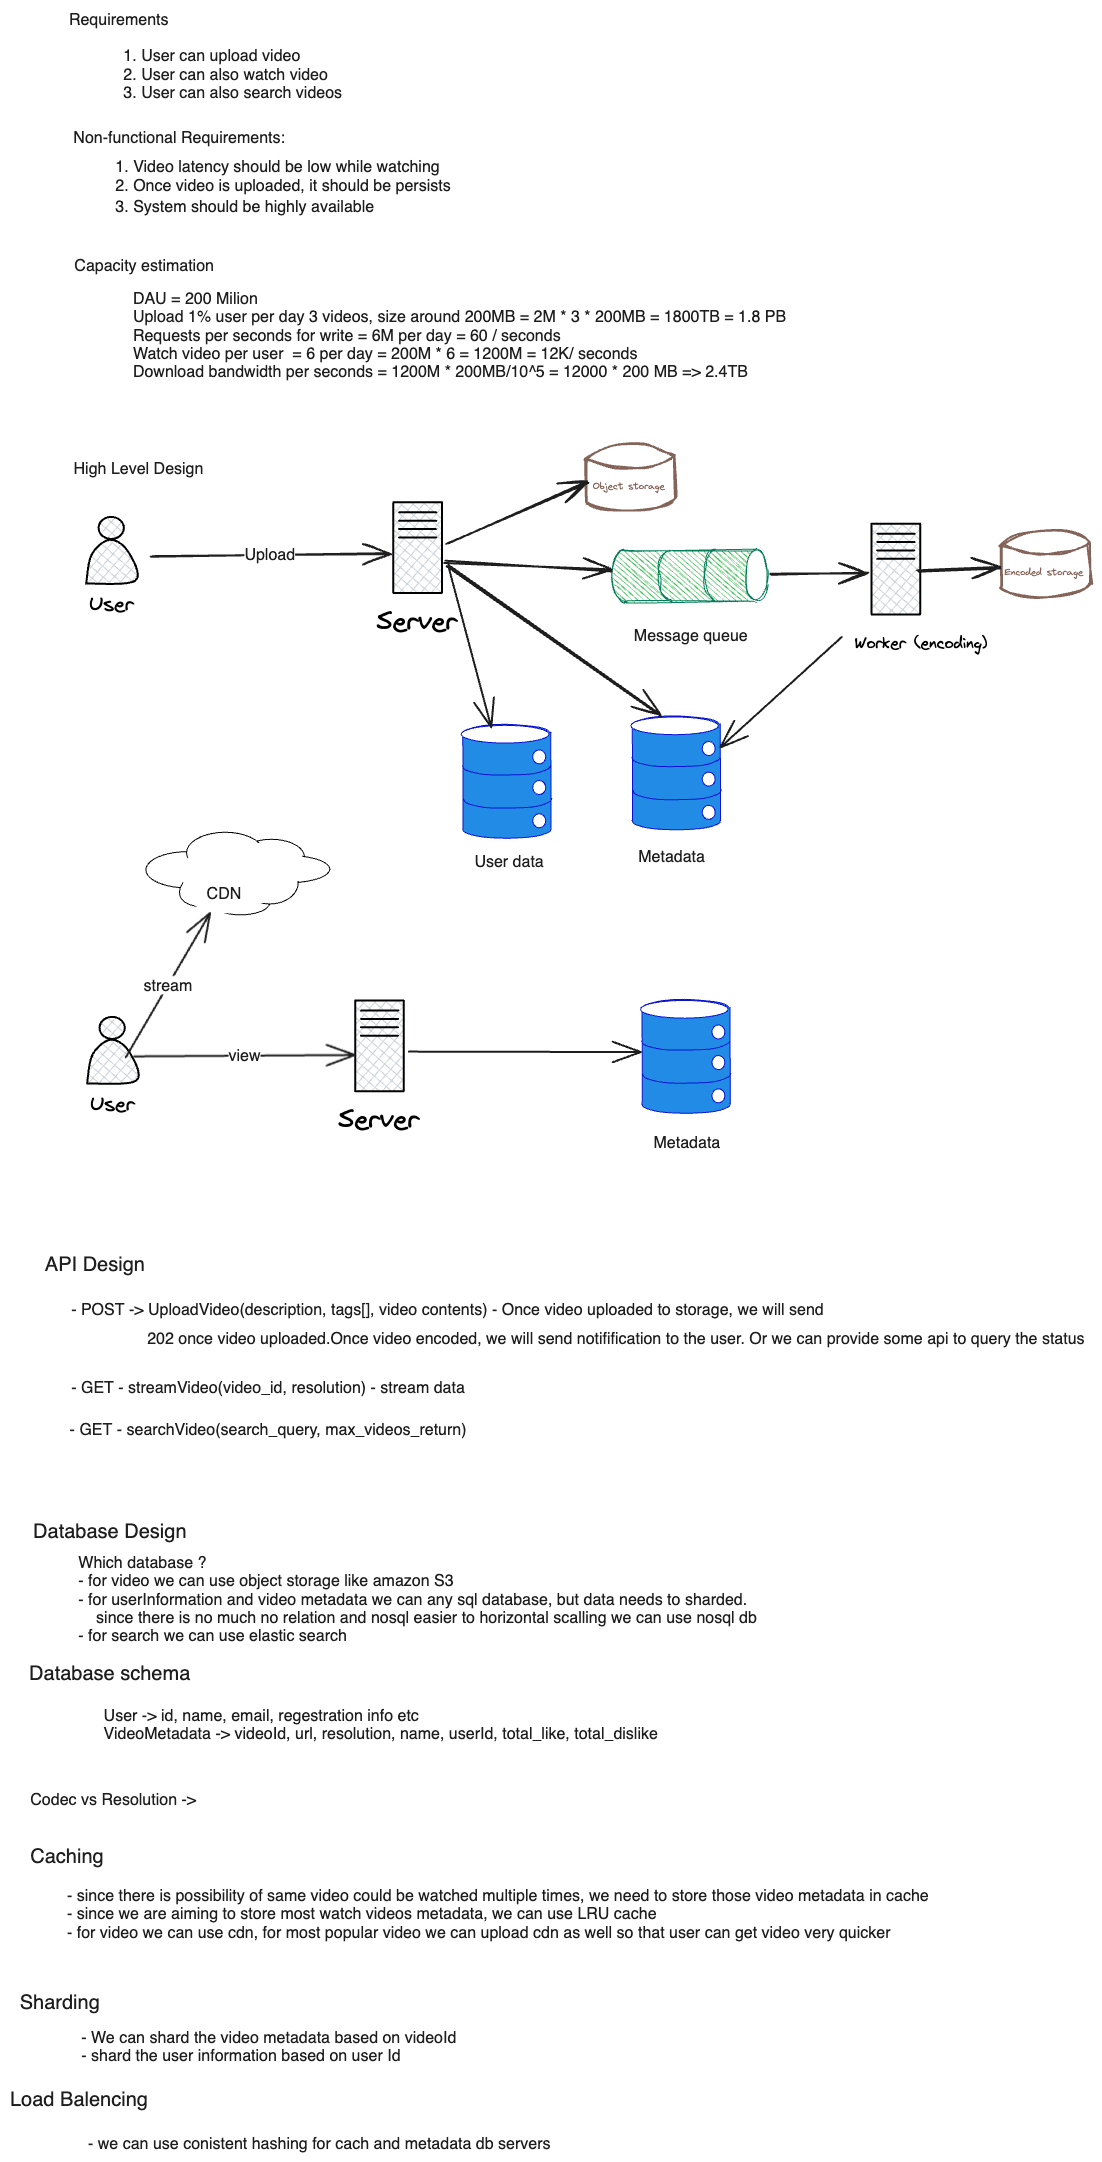 Requirements
1. User can upload video
2. User can also watch video
3. User can also search videos
Non-functional Requirements:
1. Video latency should be low while watching
2. Once video is uploaded, it should be persists
3. System should be highly available
Capacity estimation
DAU = 200 Milion
Upload 1% user per day 3 videos, size around 200MB = 2M * 3 * 200MB = 1800TB = 1.8 PB
Requests per seconds for write = 6M per day = 60 / seconds
Watch video per user  = 6 per day = 200M * 6 = 1200M = 12K/ seconds
Download bandwidth per seconds = 1200M * 200MB/10^5 = 12000 * 200 MB => 2.4TB
High Level Design
Object storage
Upload
Encoded storage
User
Server
Message queue
Worker (encoding)
User data
Metadata
CDN
stream
view
User
Server
Metadata
API Design
- POST -> UploadVideo(description, tags[], video contents) - Once video uploaded to storage, we will send
202 once video uploaded.Once video encoded, we will send notifification to the user. Or we can provide some api to query the status
- GET - streamVideo(video_id, resolution) - stream data
- GET - searchVideo(search_query, max_videos_return)
Database Design
Which database ?
- for video we can use object storage like amazon S3
- for userInformation and video metadata we can any sql database, but data needs to sharded.
since there is no much no relation and nosql easier to horizontal scalling we can use nosql db
- for search we can use elastic search
Database schema
User -> id, name, email, regestration info etc
VideoMetadata -> videoId, url, resolution, name, userId, total_like, total_dislike
Codec vs Resolution ->
Caching
- since there is possibility of same video could be watched multiple times, we need to store those video metadata in cache
- since we are aiming to store most watch videos metadata, we can use LRU cache
- for video we can use cdn, for most popular video we can upload cdn as well so that user can get video very quicker
Sharding
- We can shard the video metadata based on videoId
- shard the user information based on user Id
Load Balencing
- we can use conistent hashing for cach and metadata db servers